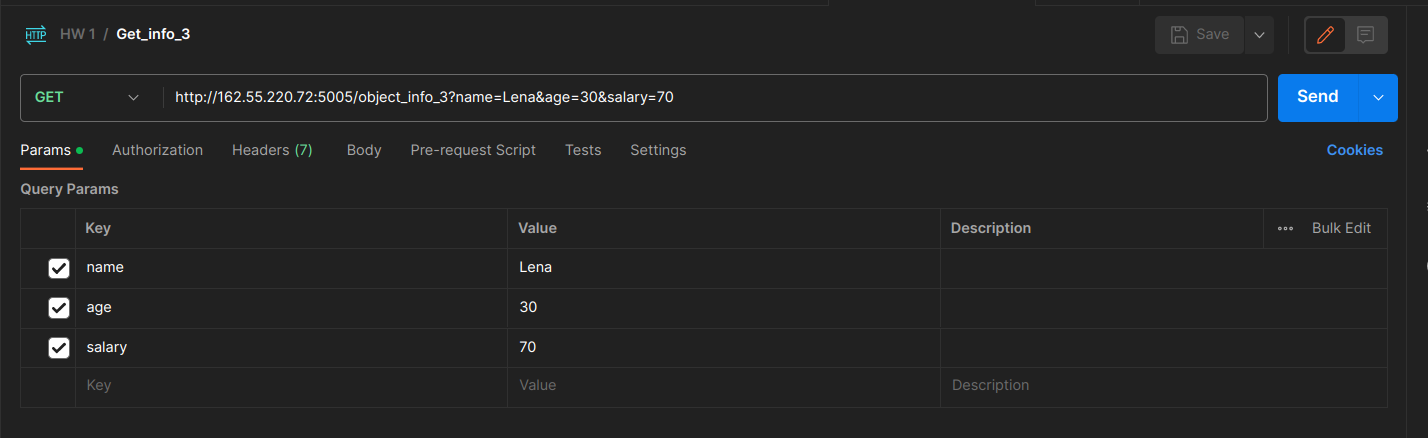 HTTP HW 1 / Get_info_3 Save
GET http://162.55.220.72:5005/object_info_3?name=Lena&age=30&salary=70 Send
Params Authorization Headers (7) Body Pre-request Script Tests Settings Cookies
Query Params
Key Value Description Bulk Edit
name Lena
age 30
salary 70
Key Value Description